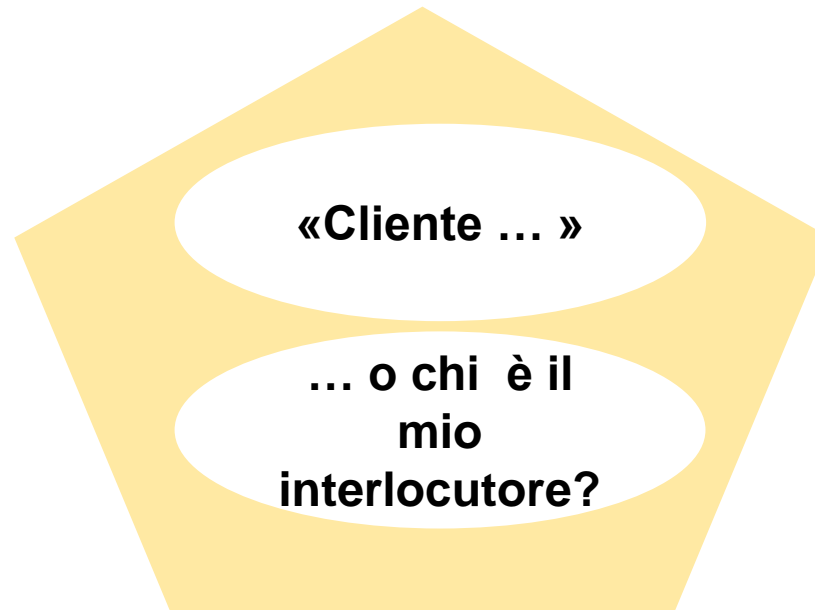 «Cliente … »
… o chi è il
mio
interlocutore?